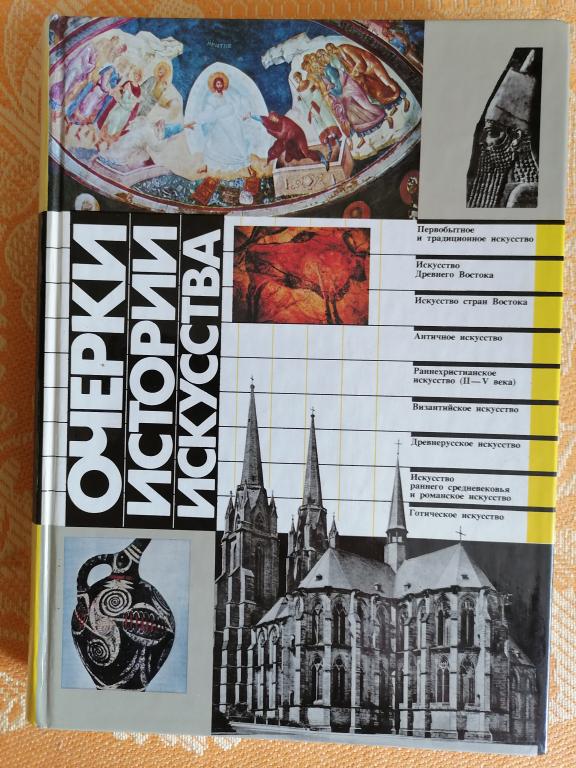 ОЧЕРКИ
ИСТОРИИ
ИСКУССТВА
Первобытное
и традиционное искусство
Искусство
Древнего Востока
Искусство стран Востока
Античное искусство
Раннехристианское
искусство (II—V века)
Византийское искусство
Древнерусское искусство
Искусство
раннего средневековья
и романское искусство
Готическое искусство